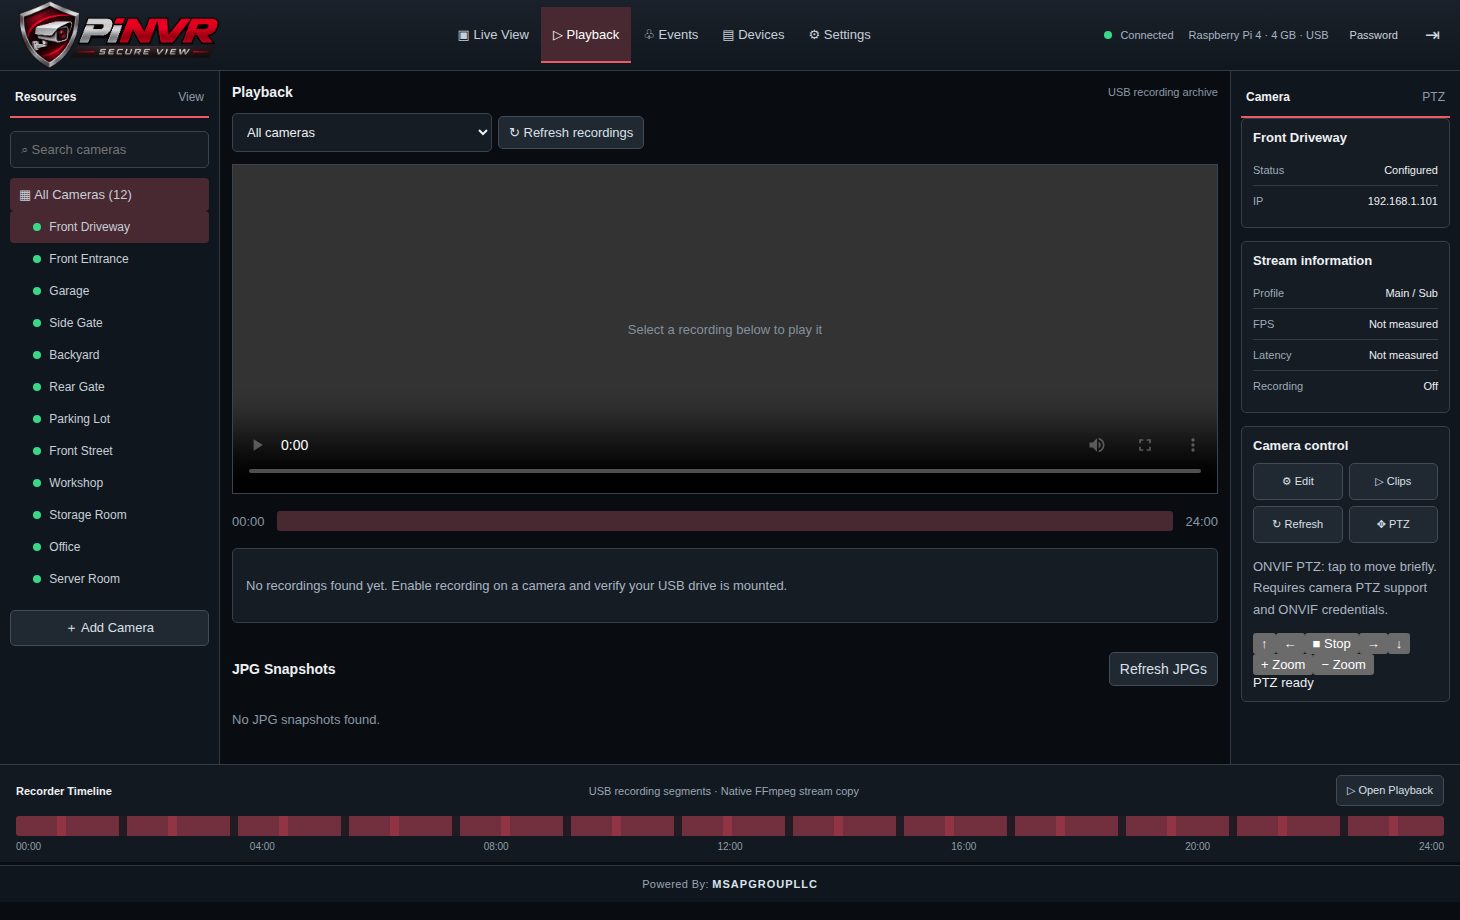 PiNVR
SECURE VIEW
▣ Live View
▷ Playback
♧ Events
▤ Devices
⚙ Settings
Connected
Raspberry Pi 4 · 4 GB · USB
Password
⇥
Resources
View
⌕ Search cameras
▦ All Cameras (12)
Front Driveway
Front Entrance
Garage
Side Gate
Backyard
Rear Gate
Parking Lot
Front Street
Workshop
Storage Room
Office
Server Room
+ Add Camera
Playback
USB recording archive
All cameras
↻ Refresh recordings
Select a recording below to play it
0:00
00:00
24:00
No recordings found yet. Enable recording on a camera and verify your USB drive is mounted.
JPG Snapshots
Refresh JPGs
No JPG snapshots found.
Camera
PTZ
Front Driveway
Status
Configured
IP
192.168.1.101
Stream information
Profile
Main / Sub
FPS
Not measured
Latency
Not measured
Recording
Off
Camera control
⚙ Edit
▷ Clips
↻ Refresh
✥ PTZ
ONVIF PTZ: tap to move briefly.
Requires camera PTZ support
and ONVIF credentials.
↑ ← ■ Stop → ↓
+ Zoom − Zoom
PTZ ready
Recorder Timeline
USB recording segments · Native FFmpeg stream copy
▷ Open Playback
00:00 04:00 08:00 12:00 16:00 20:00 24:00
Powered By: MSAPGROUPLLC